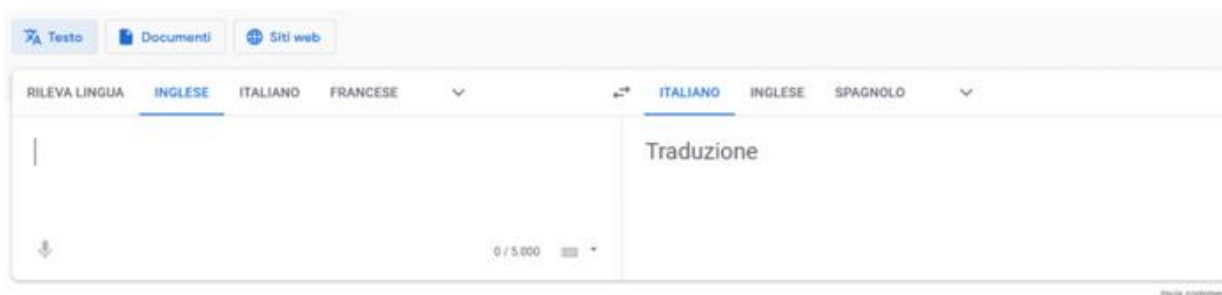 Testo Documenti Siti web
RILEVA LINGUA INGLESE ITALIANO FRANCESE ITALIANO INGLESE SPAGNOLO
Traduzione
0 / 5.000